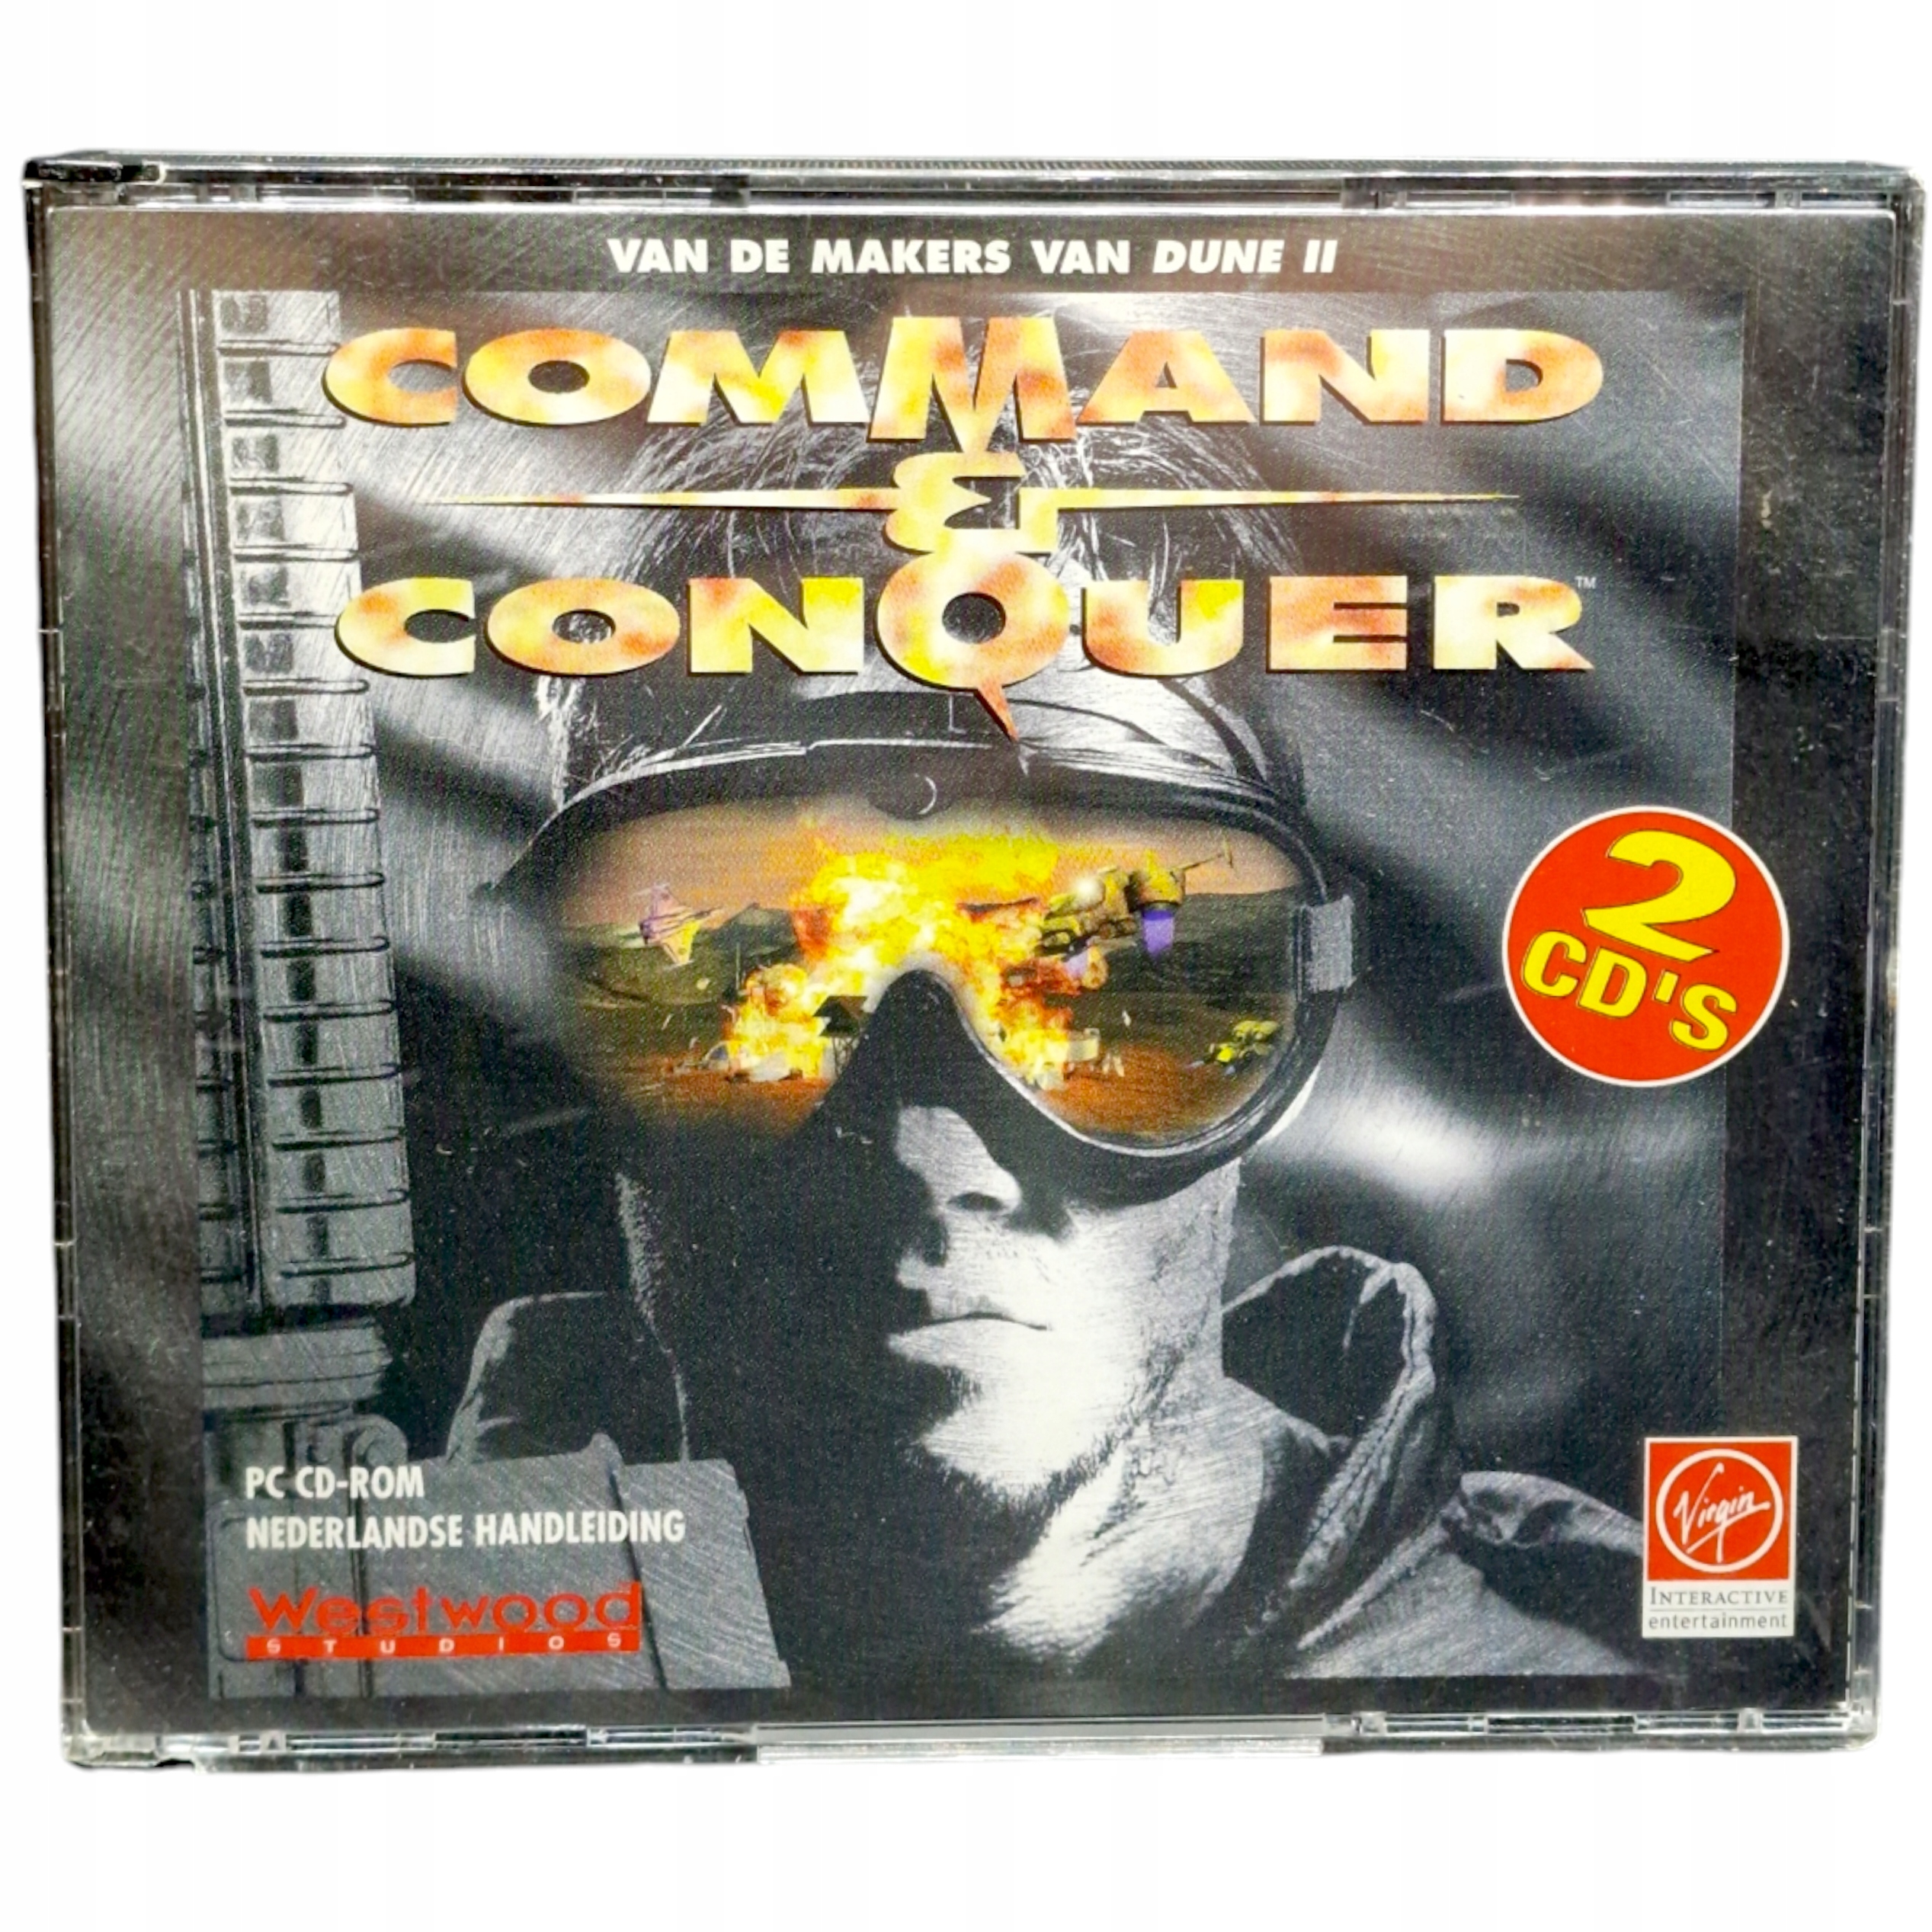 VAN DE MAKERS VAN DUNE II
COMMAND
&
CONQUER™
2
CD'S
PC CD-ROM
NEDERLANDSE HANDLEIDING
Westwood
STUDIOS
Virgin
INTERACTIVE
entertainment